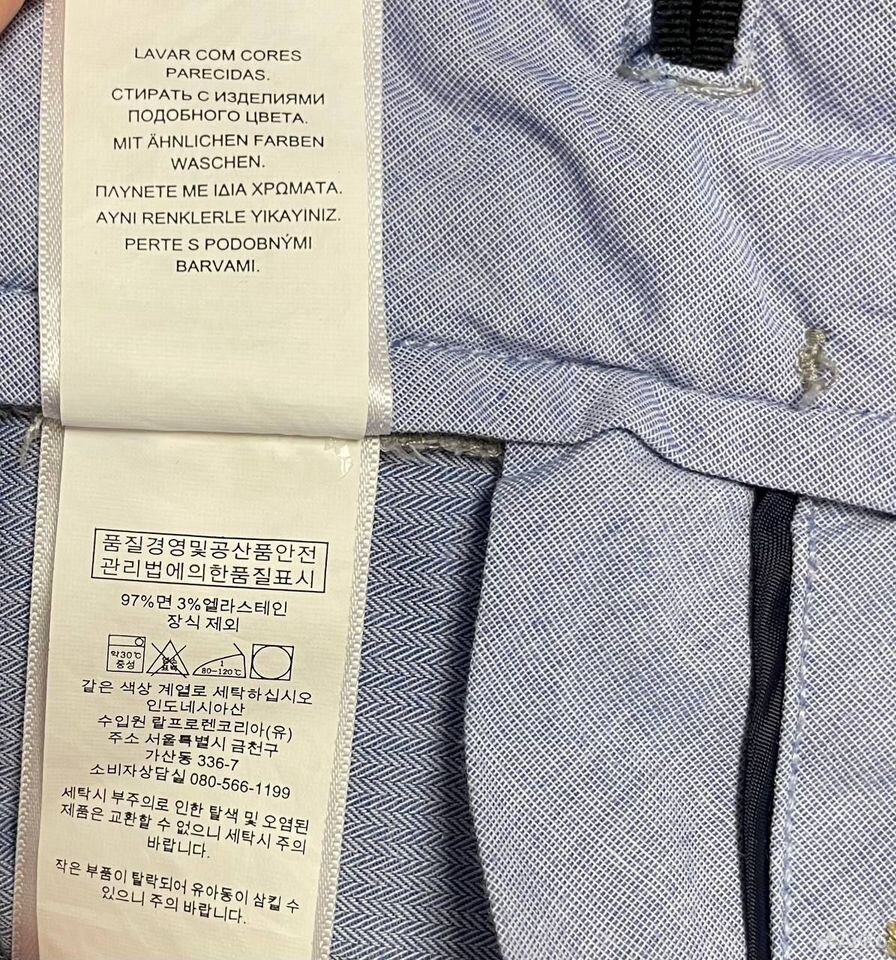 LAVAR COM CORES
PARECIDAS.
СТИРАТЬ С ИЗДЕЛИЯМИ
ПОДОБНОГО ЦВЕТА.
MIT ÄHNLICHEN FARBEN
WASCHEN.
ΠΛΥΝΕΤΕ ΜΕ ΙΔΙΑ ΧΡΩΜΑΤΑ.
AYNI RENKLERLE YIKAYINIZ.
PERTE S PODOBNÝMI
BARVAMI.
품질경영및공산품안전
관리법에의한품질표시
97%면 3%엘라스테인
장식 제외
약30℃
중성
1
80-120℃
같은 색상 계열로 세탁하십시오
인도네시아산
수입원 랄프로렌코리아(유)
주소 서울특별시 금천구
가산동 336-7
소비자상담실 080-566-1199
세탁시 부주의로 인한 탈색 및 오염된
제품은 교환할 수 없으니 세탁시 주의
바랍니다.
작은 부품이 탈락되어 유아동이 삼킬 수
있으니 주의 바랍니다.